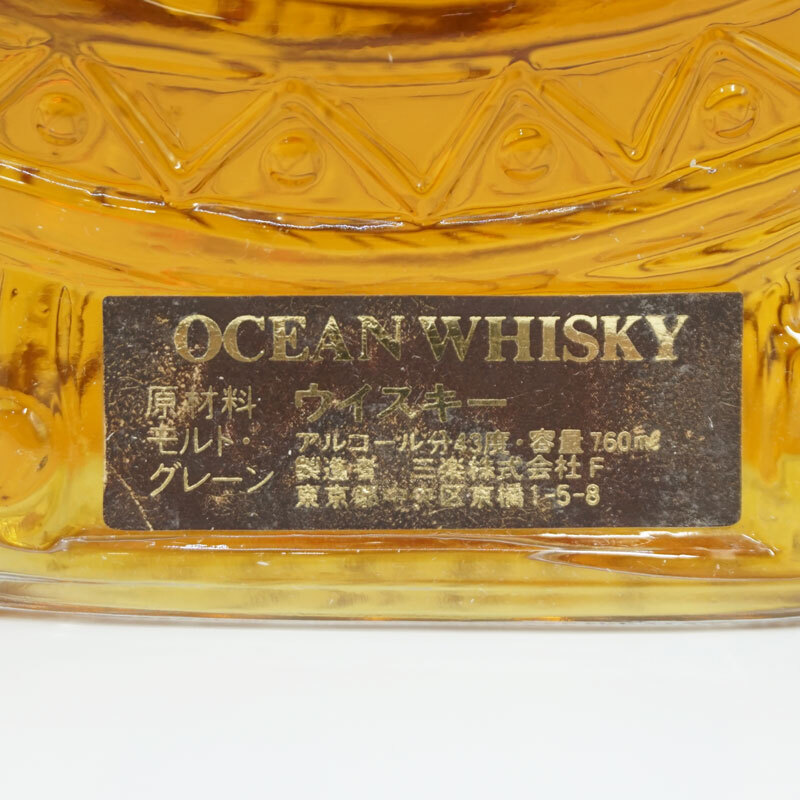 OCEAN WHISKY
原材料 ウイスキー
モルト・ アルコール分43度・容量760mℓ
グレーン 製造者 三楽株式会社F
東京都中央区京橋1-5-8